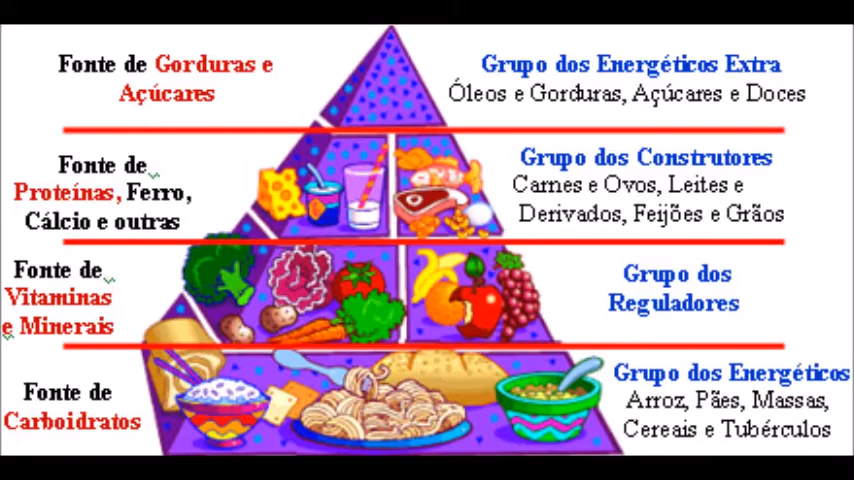 Fonte de Gorduras e
Açúcares
Grupo dos Energéticos Extra
Óleos e Gorduras, Açúcares e Doces
Fonte de
Proteínas, Ferro,
Cálcio e outras
Grupo dos Construtores
Carnes e Ovos, Leites e
Derivados, Feijões e Grãos
Fonte de
Vitaminas
e Minerais
Grupo dos
Reguladores
Fonte de
Carboidratos
Grupo dos Energéticos
Arroz, Pães, Massas,
Cereais e Tubérculos